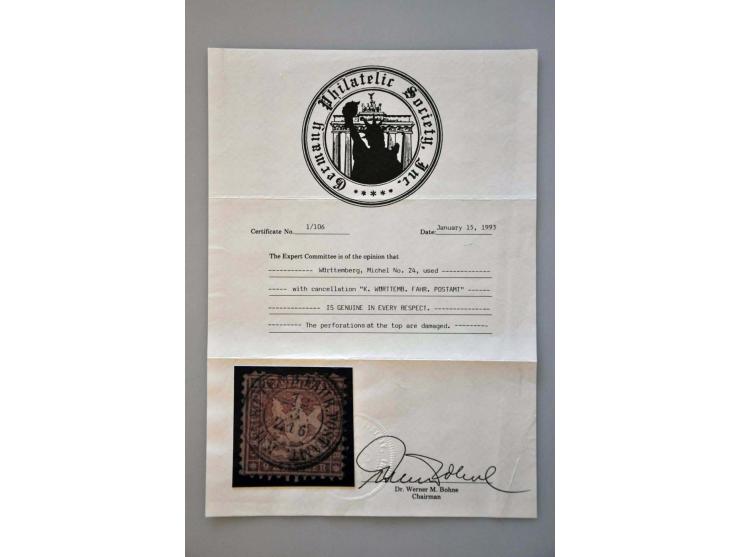 Germany Philatelic Society, Inc.
Certificate No. 1/106
Date: January 15, 1993
The Expert Committee is of the opinion that
------------- Württemberg, Michel No. 24, used -------------
----- with cancellation "K. WÜRTTEMB. FAHR. POSTAMT" ------
--------------- IS GENUINE IN EVERY RESPECT. ---------------
--------- The perforations at the top are damaged. ---------
Dr. Werner M. Bohne
Chairman